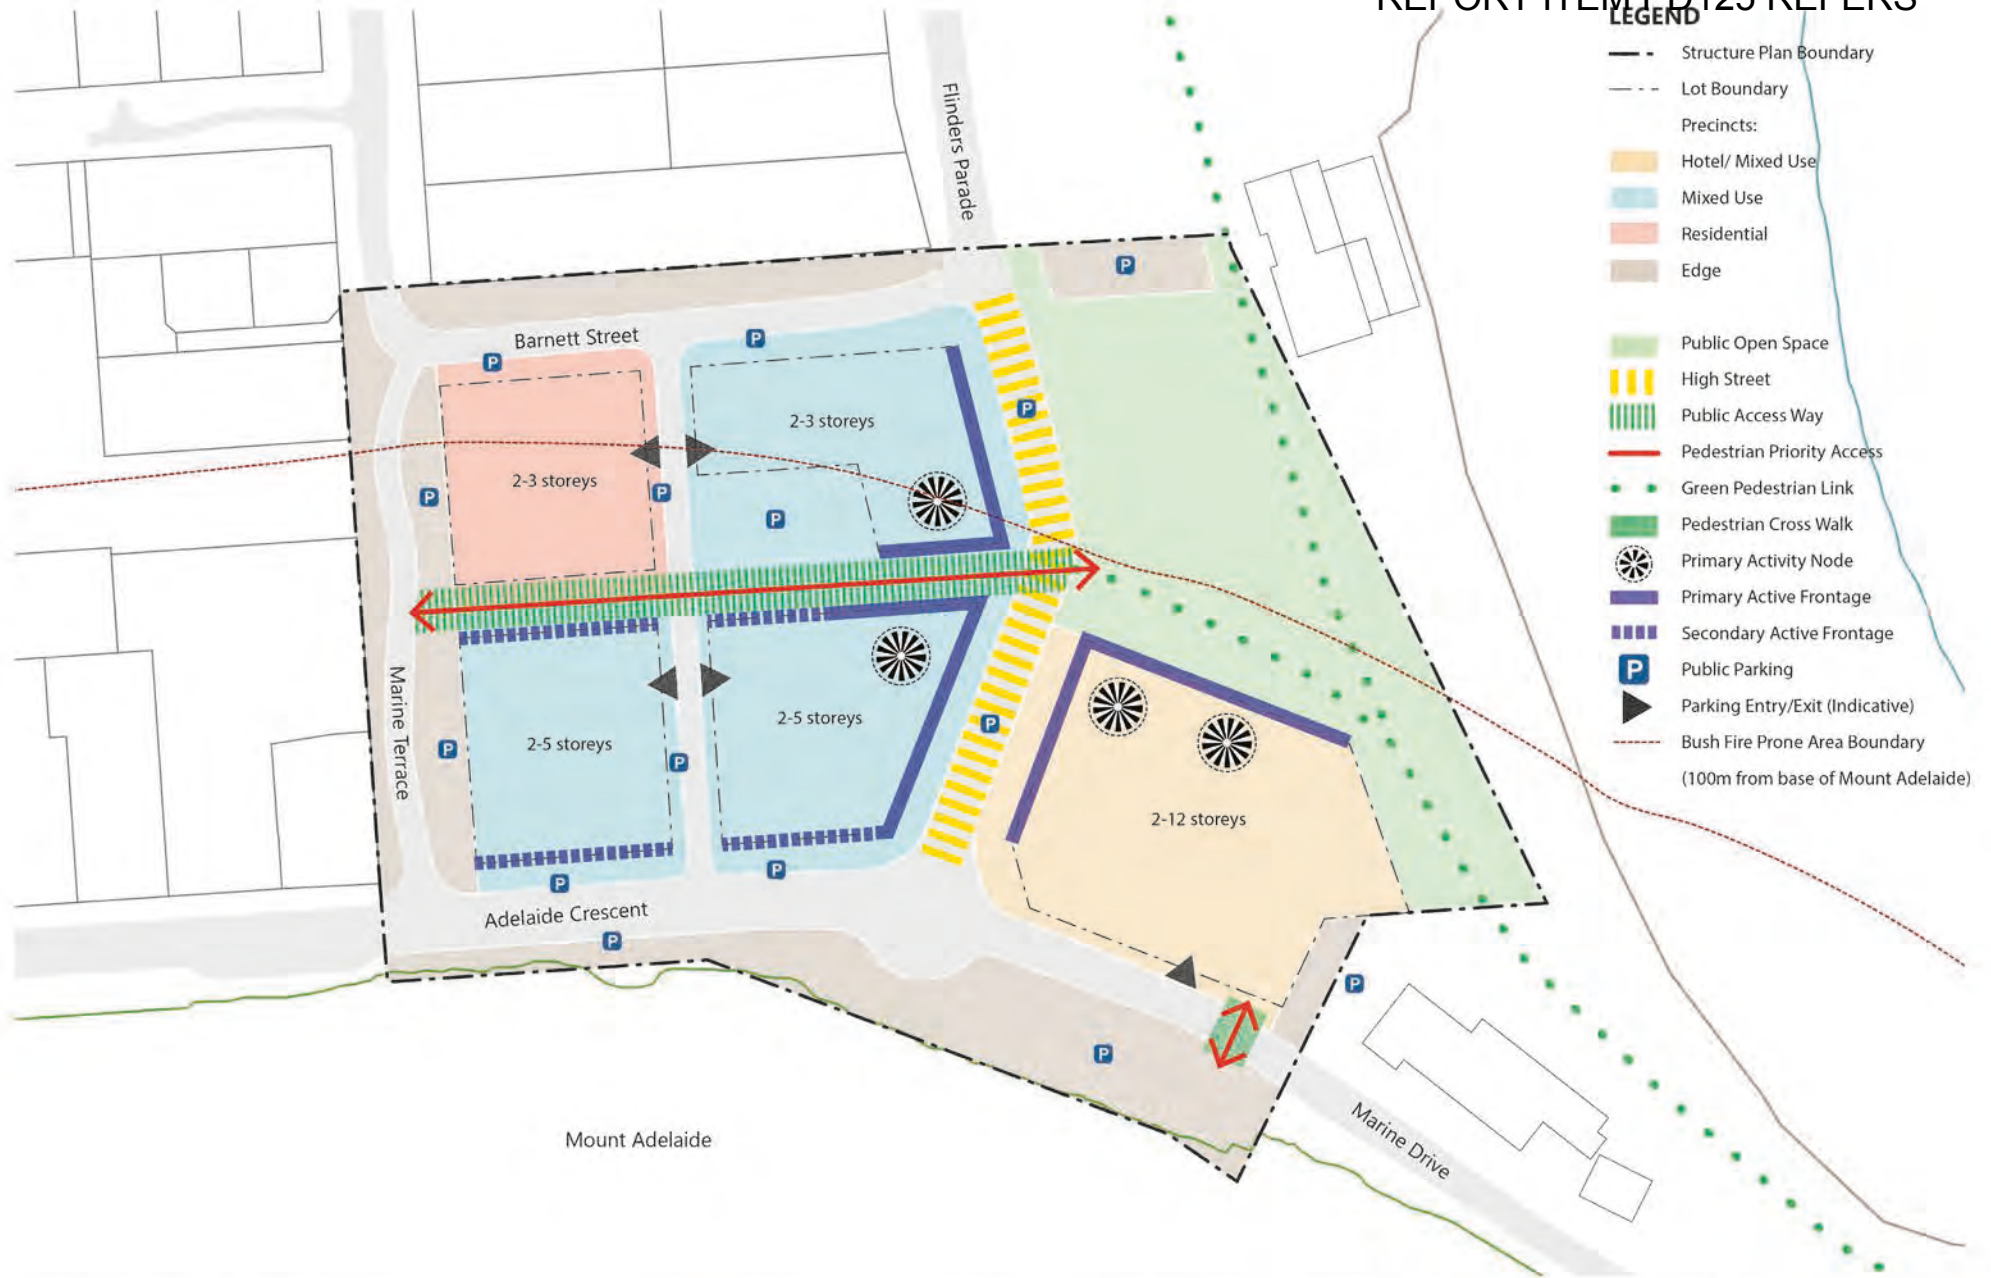 REPORT ITEM PD125 REFERS
LEGEND
Structure Plan Boundary
Lot Boundary
Precincts:
Hotel/ Mixed Use
Mixed Use
Residential
Edge
Public Open Space
High Street
Public Access Way
Pedestrian Priority Access
Green Pedestrian Link
Pedestrian Cross Walk
Primary Activity Node
Primary Active Frontage
Secondary Active Frontage
P
Public Parking
Parking Entry/Exit (Indicative)
Bush Fire Prone Area Boundary
(100m from base of Mount Adelaide)
Flinders Parade
P
Barnett Street
P
P
P
2-3 storeys
2-3 storeys
P
P
P
Marine Terrace
2-5 storeys
2-5 storeys
P
P
P
2-12 storeys
P
P
Adelaide Crescent
P
P
P
Mount Adelaide
Marine Drive